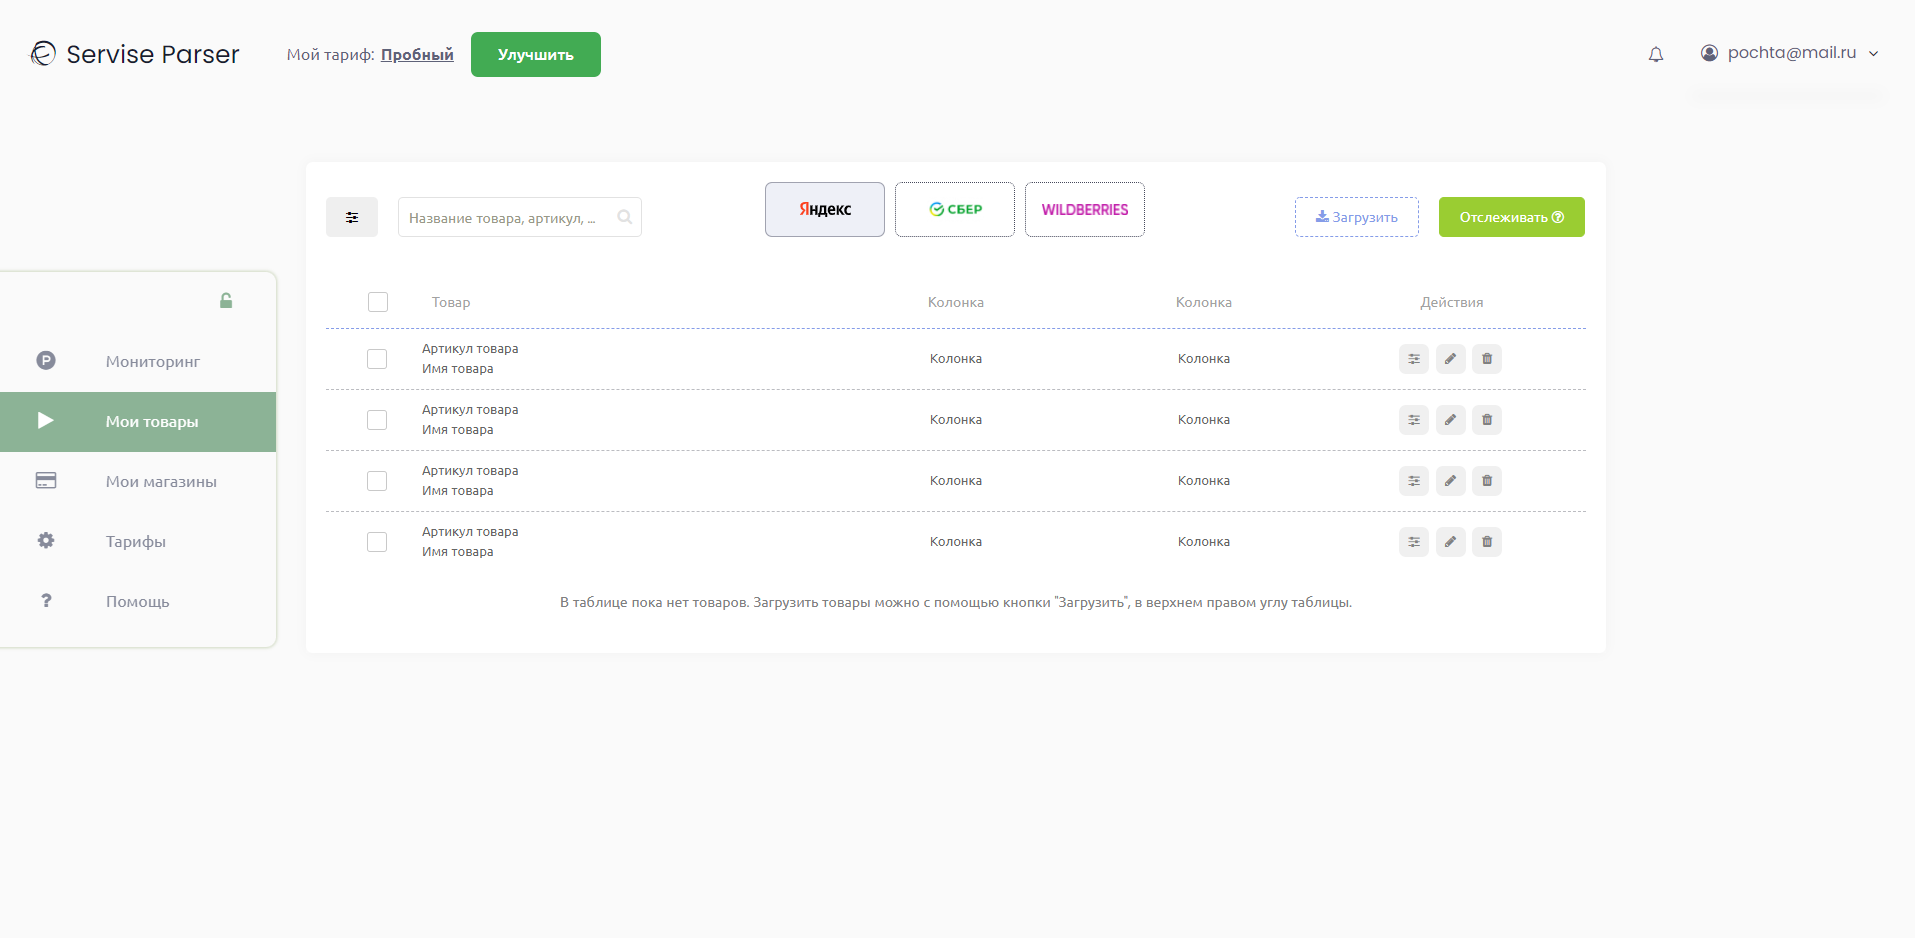 Servise Parser
Мой тариф: Пробный
Улучшить
pochta@mail.ru
Название товара, артикул, ...
Яндекс
СБЕР
WILDBERRIES
Загрузить
Отслеживать
Мониторинг
Мои товары
Мои магазины
Тарифы
Помощь
Товар Колонка Колонка Действия
Артикул товара
Имя товара
Колонка Колонка
Артикул товара
Имя товара
Колонка Колонка
Артикул товара
Имя товара
Колонка Колонка
Артикул товара
Имя товара
Колонка Колонка
В таблице пока нет товаров. Загрузить товары можно с помощью кнопки "Загрузить", в верхнем правом углу таблицы.